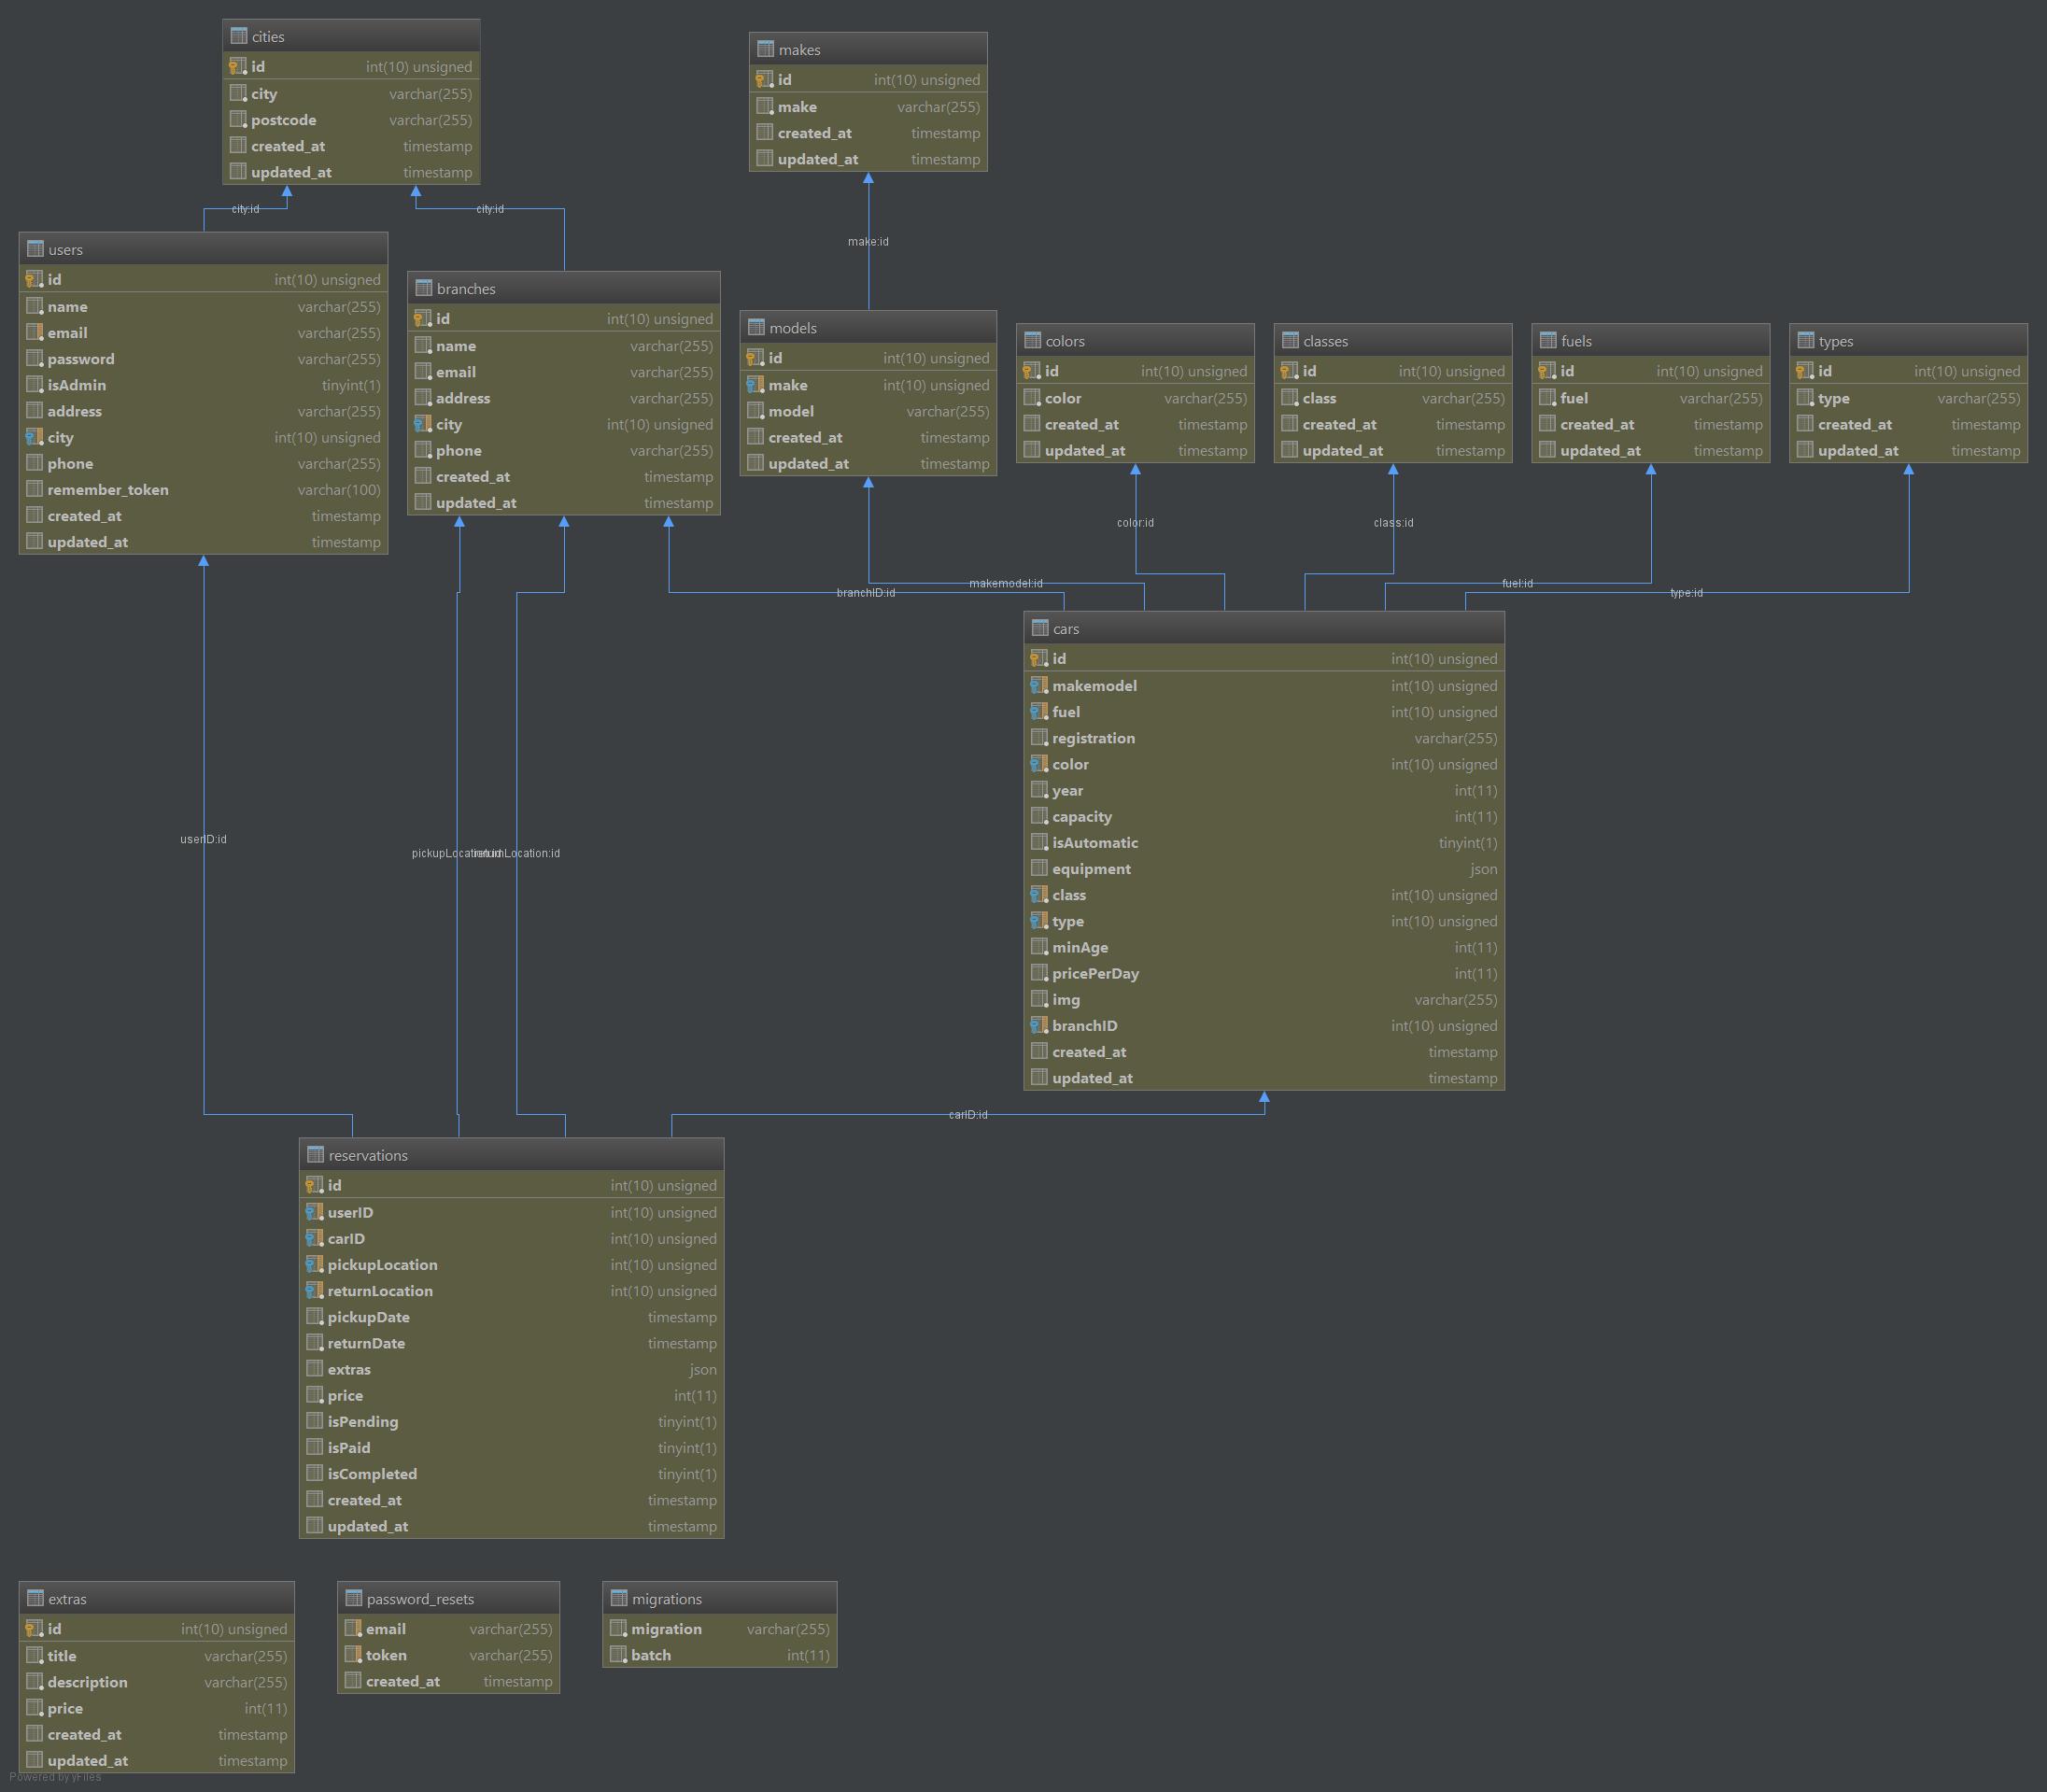 cities
id int(10) unsigned
city varchar(255)
postcode varchar(255)
created_at timestamp
updated_at timestamp
makes
id int(10) unsigned
make varchar(255)
created_at timestamp
updated_at timestamp
city:id
city:id
make:id
users
id int(10) unsigned
name varchar(255)
email varchar(255)
password varchar(255)
isAdmin tinyint(1)
address varchar(255)
city int(10) unsigned
phone varchar(255)
remember_token varchar(100)
created_at timestamp
updated_at timestamp
branches
id int(10) unsigned
name varchar(255)
email varchar(255)
address varchar(255)
city int(10) unsigned
phone varchar(255)
created_at timestamp
updated_at timestamp
models
id int(10) unsigned
make int(10) unsigned
model varchar(255)
created_at timestamp
updated_at timestamp
colors
id int(10) unsigned
color varchar(255)
created_at timestamp
updated_at timestamp
classes
id int(10) unsigned
class varchar(255)
created_at timestamp
updated_at timestamp
fuels
id int(10) unsigned
fuel varchar(255)
created_at timestamp
updated_at timestamp
types
id int(10) unsigned
type varchar(255)
created_at timestamp
updated_at timestamp
color:id
class:id
makemodel:id
fuel:id
branchID:id
type:id
cars
id int(10) unsigned
makemodel int(10) unsigned
fuel int(10) unsigned
registration varchar(255)
color int(10) unsigned
year int(11)
capacity int(11)
isAutomatic tinyint(1)
equipment json
class int(10) unsigned
type int(10) unsigned
minAge int(11)
pricePerDay int(11)
img varchar(255)
branchID int(10) unsigned
created_at timestamp
updated_at timestamp
userID:id
pickupLocation:id
returnLocation:id
carID:id
reservations
id int(10) unsigned
userID int(10) unsigned
carID int(10) unsigned
pickupLocation int(10) unsigned
returnLocation int(10) unsigned
pickupDate timestamp
returnDate timestamp
extras json
price int(11)
isPending tinyint(1)
isPaid tinyint(1)
isCompleted tinyint(1)
created_at timestamp
updated_at timestamp
extras
id int(10) unsigned
title varchar(255)
description varchar(255)
price int(11)
created_at timestamp
updated_at timestamp
password_resets
email varchar(255)
token varchar(255)
created_at timestamp
migrations
migration varchar(255)
batch int(11)
Powered by yFiles